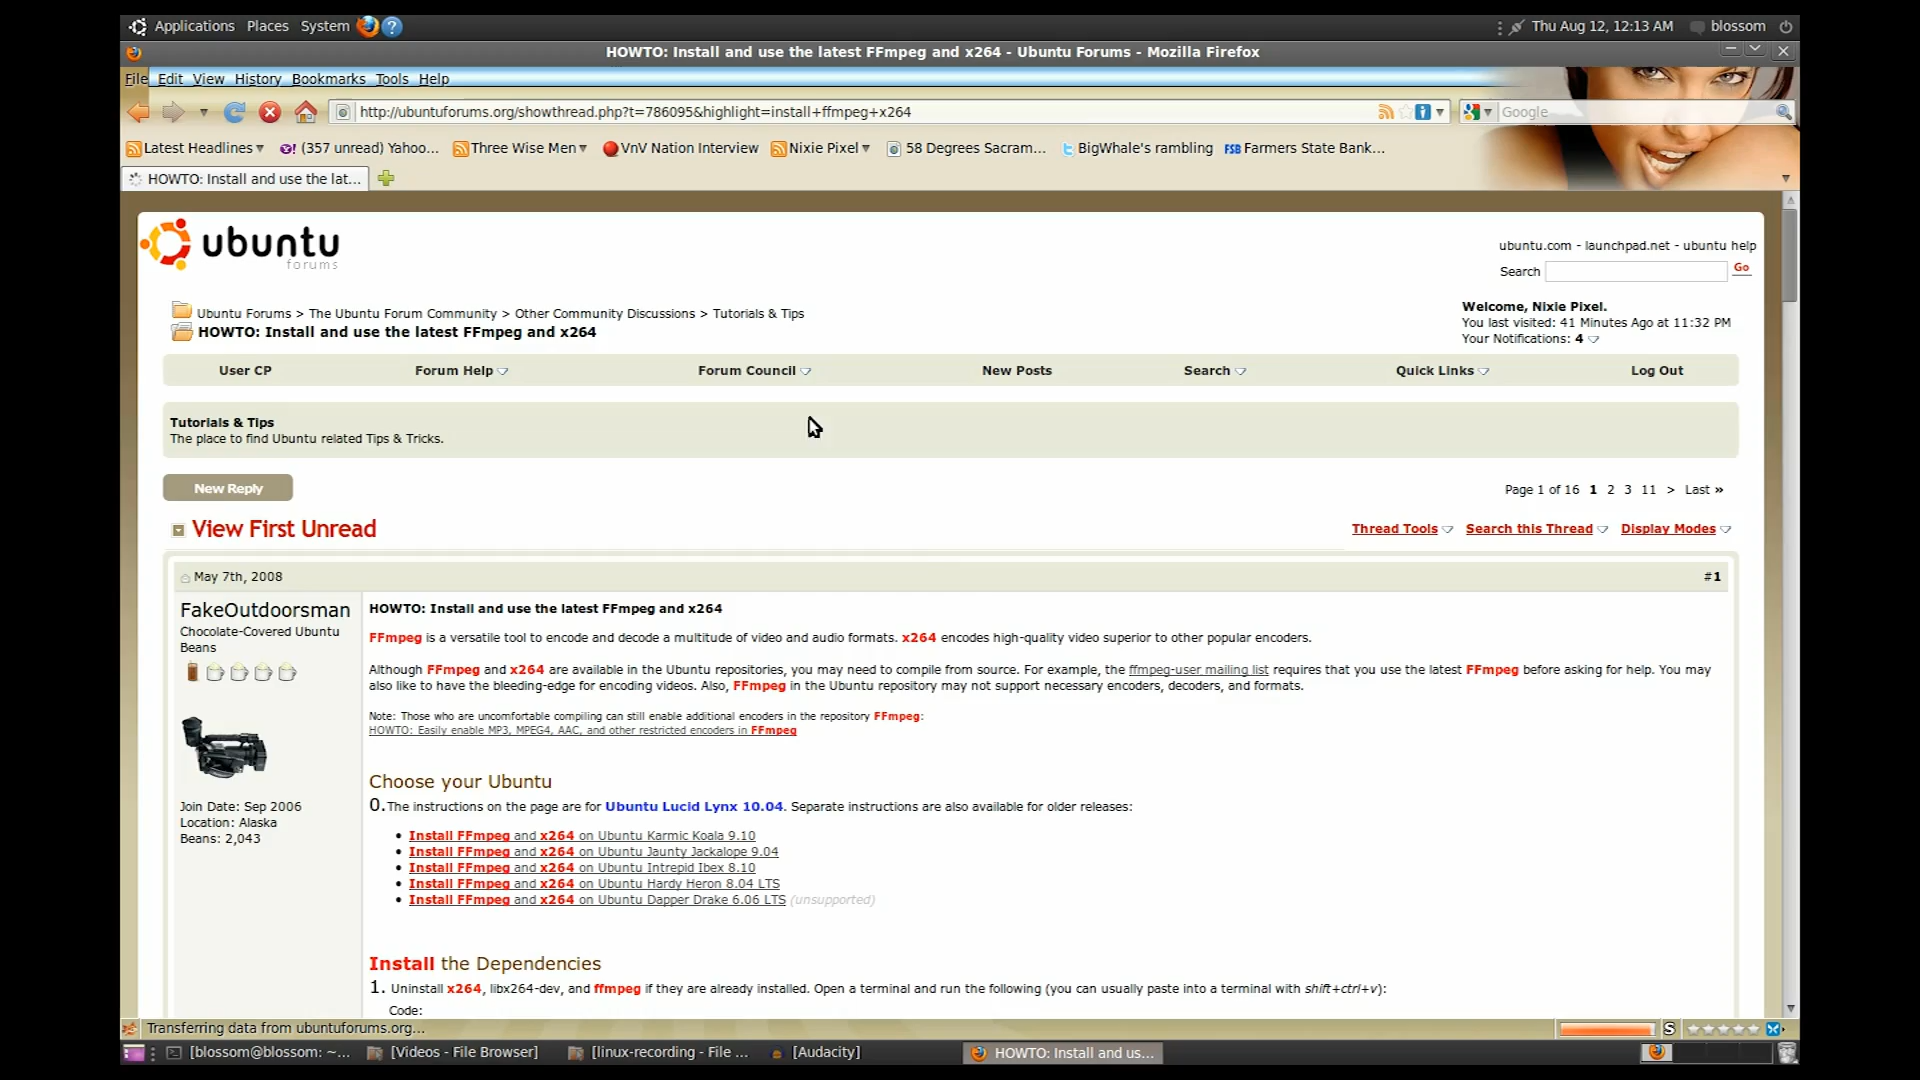 Applications Places System
Thu Aug 12, 12:13 AM blossom
HOWTO: Install and use the latest FFmpeg and x264 - Ubuntu Forums - Mozilla Firefox
File Edit View History Bookmarks Tools Help
http://ubuntuforums.org/showthread.php?t=786095&highlight=install+ffmpeg+x264
Google
Latest Headlines (357 unread) Yahoo... Three Wise Men VnV Nation Interview Nixie Pixel 58 Degrees Sacram... BigWhale's rambling FSB Farmers State Bank...
HOWTO: Install and use the lat...
ubuntu
forums
ubuntu.com - launchpad.net - ubuntu help
Search Go
Ubuntu Forums > The Ubuntu Forum Community > Other Community Discussions > Tutorials & Tips
HOWTO: Install and use the latest FFmpeg and x264
Welcome, Nixie Pixel.
You last visited: 41 Minutes Ago at 11:32 PM
Your Notifications: 4
User CP Forum Help Forum Council New Posts Search Quick Links Log Out
Tutorials & Tips
The place to find Ubuntu related Tips & Tricks.
New Reply
Page 1 of 16 1 2 3 11 > Last »
View First Unread
Thread Tools Search this Thread Display Modes
May 7th, 2008
#1
FakeOutdoorsman
Chocolate-Covered Ubuntu
Beans
Join Date: Sep 2006
Location: Alaska
Beans: 2,043
HOWTO: Install and use the latest FFmpeg and x264
FFmpeg is a versatile tool to encode and decode a multitude of video and audio formats. x264 encodes high-quality video superior to other popular encoders.
Although FFmpeg and x264 are available in the Ubuntu repositories, you may need to compile from source. For example, the ffmpeg-user mailing list requires that you use the latest FFmpeg before asking for help. You may
also like to have the bleeding-edge for encoding videos. Also, FFmpeg in the Ubuntu repository may not support necessary encoders, decoders, and formats.
Note: Those who are uncomfortable compiling can still enable additional encoders in the repository FFmpeg:
HOWTO: Easily enable MP3, MPEG4, AAC, and other restricted encoders in FFmpeg
Choose your Ubuntu
0.The instructions on the page are for Ubuntu Lucid Lynx 10.04. Separate instructions are also available for older releases:
• Install FFmpeg and x264 on Ubuntu Karmic Koala 9.10
• Install FFmpeg and x264 on Ubuntu Jaunty Jackalope 9.04
• Install FFmpeg and x264 on Ubuntu Intrepid Ibex 8.10
• Install FFmpeg and x264 on Ubuntu Hardy Heron 8.04 LTS
• Install FFmpeg and x264 on Ubuntu Dapper Drake 6.06 LTS (unsupported)
Install the Dependencies
1. Uninstall x264, libx264-dev, and ffmpeg if they are already installed. Open a terminal and run the following (you can usually paste into a terminal with shift+ctrl+v):
Code:
Transferring data from ubuntuforums.org...
S
[blossom@blossom: ~... [Videos - File Browser] [linux-recording - File ... [Audacity] HOWTO: Install and us...